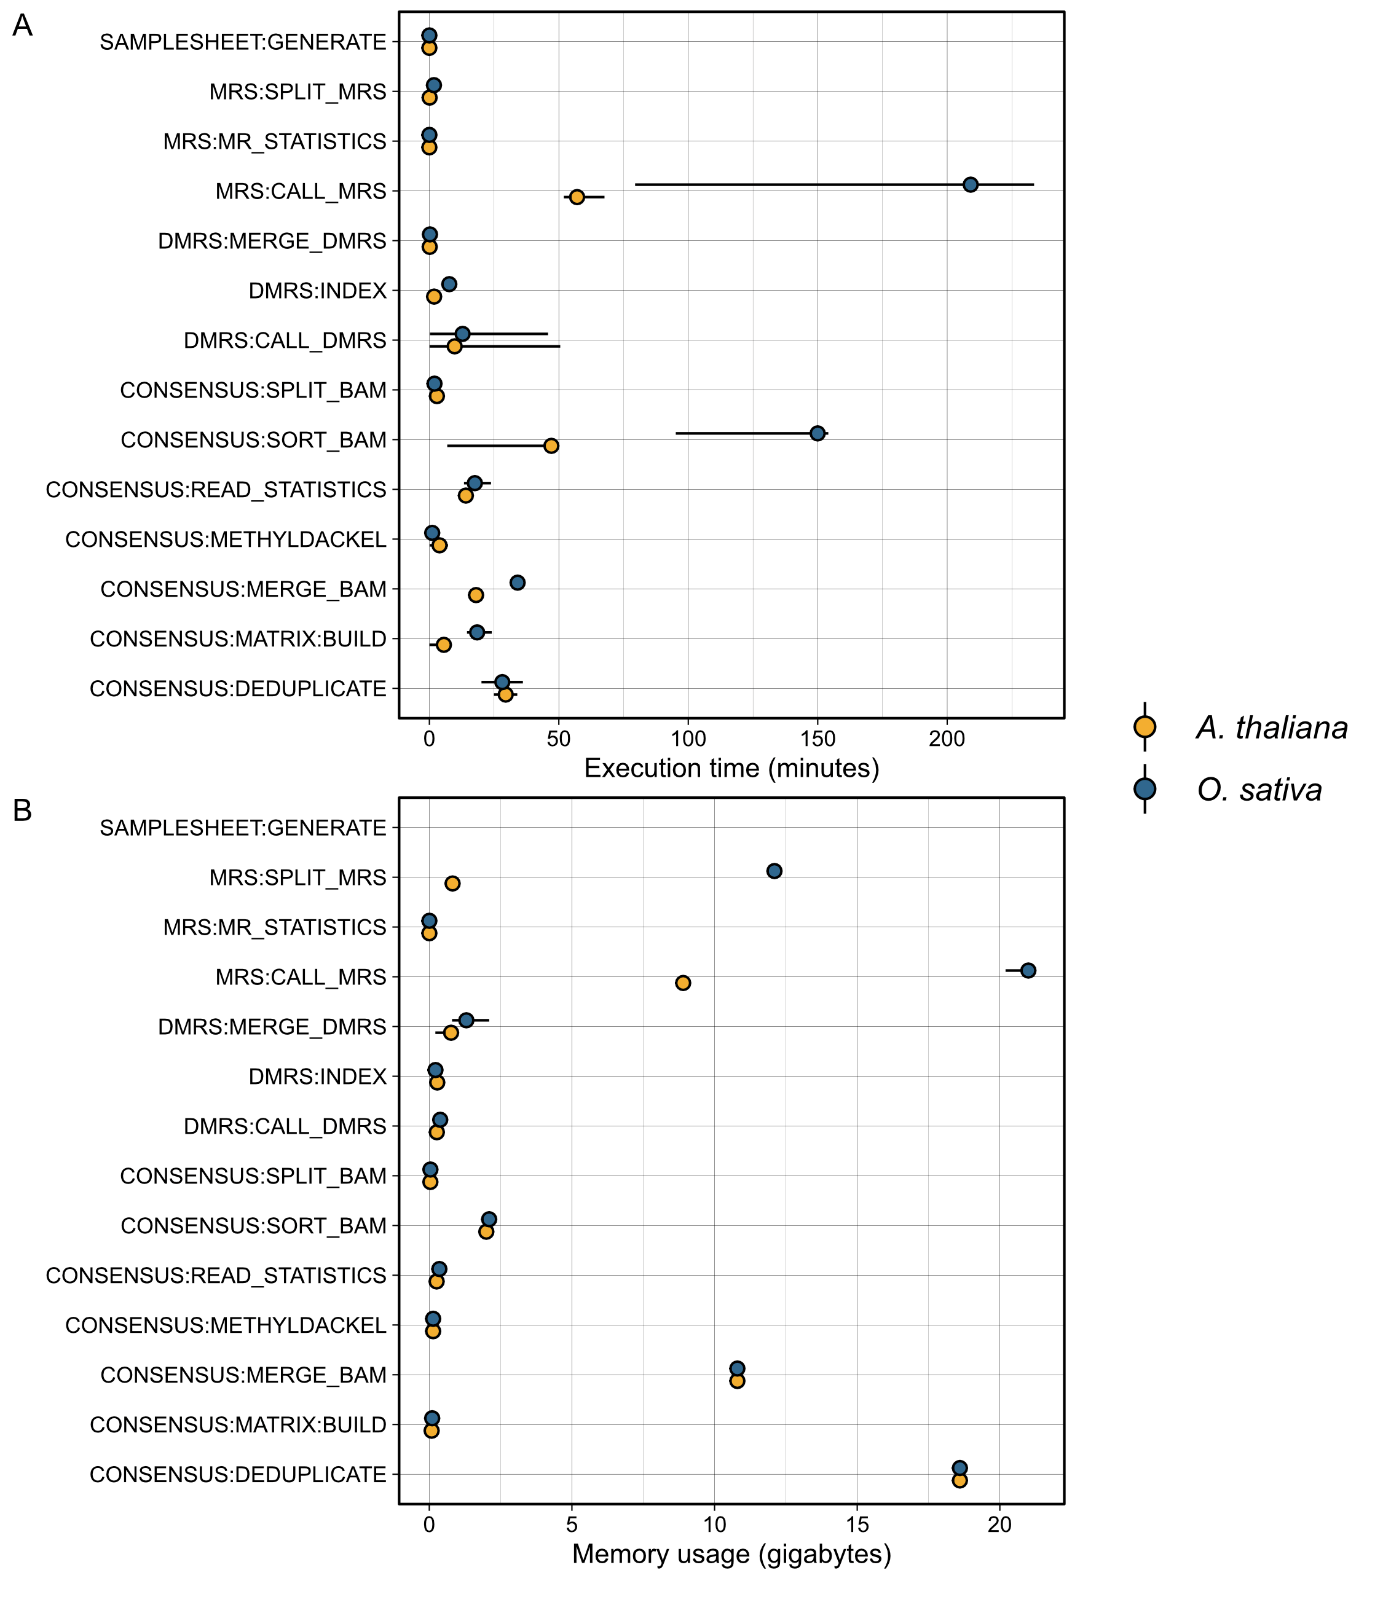 A
SAMPLESHEET:GENERATE
MRS:SPLIT_MRS
MRS:MR_STATISTICS
MRS:CALL_MRS
DMRS:MERGE_DMRS
DMRS:INDEX
DMRS:CALL_DMRS
CONSENSUS:SPLIT_BAM
CONSENSUS:SORT_BAM
CONSENSUS:READ_STATISTICS
CONSENSUS:METHYLDACKEL
CONSENSUS:MERGE_BAM
CONSENSUS:MATRIX:BUILD
CONSENSUS:DEDUPLICATE
0 50 100 150 200
Execution time (minutes)
A. thaliana
O. sativa
B
SAMPLESHEET:GENERATE
MRS:SPLIT_MRS
MRS:MR_STATISTICS
MRS:CALL_MRS
DMRS:MERGE_DMRS
DMRS:INDEX
DMRS:CALL_DMRS
CONSENSUS:SPLIT_BAM
CONSENSUS:SORT_BAM
CONSENSUS:READ_STATISTICS
CONSENSUS:METHYLDACKEL
CONSENSUS:MERGE_BAM
CONSENSUS:MATRIX:BUILD
CONSENSUS:DEDUPLICATE
0 5 10 15 20
Memory usage (gigabytes)